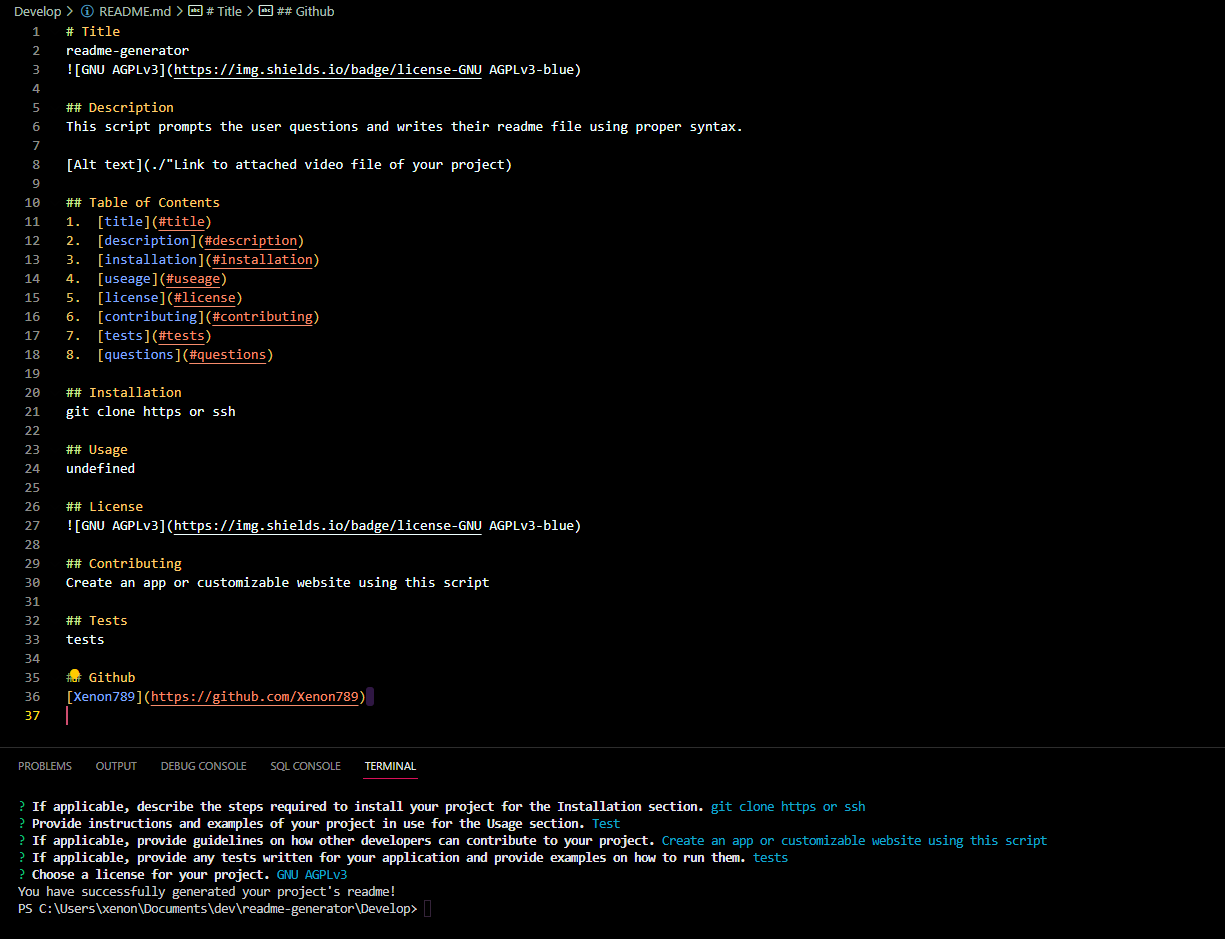 Develop > README.md > # Title > ## Github
1 # Title
2 readme-generator
3 ![GNU AGPLv3](https://img.shields.io/badge/license-GNU AGPLv3-blue)
4
5 ## Description
6 This script prompts the user questions and writes their readme file using proper syntax.
7
8 [Alt text](./"Link to attached video file of your project)
9
10 ## Table of Contents
11 1.  [title](#title)
12 2.  [description](#description)
13 3.  [installation](#installation)
14 4.  [useage](#useage)
15 5.  [license](#license)
16 6.  [contributing](#contributing)
17 7.  [tests](#tests)
18 8.  [questions](#questions)
19
20 ## Installation
21 git clone https or ssh
22
23 ## Usage
24 undefined
25
26 ## License
27 ![GNU AGPLv3](https://img.shields.io/badge/license-GNU AGPLv3-blue)
28
29 ## Contributing
30 Create an app or customizable website using this script
31
32 ## Tests
33 tests
34
35 ## Github
36 [Xenon789](https://github.com/Xenon789)
37
PROBLEMS OUTPUT DEBUG CONSOLE SQL CONSOLE TERMINAL
? If applicable, describe the steps required to install your project for the Installation section. git clone https or ssh
? Provide instructions and examples of your project in use for the Usage section. Test
? If applicable, provide guidelines on how other developers can contribute to your project. Create an app or customizable website using this script
? If applicable, provide any tests written for your application and provide examples on how to run them. tests
? Choose a license for your project. GNU AGPLv3
You have successfully generated your project's readme!
PS C:\Users\xenon\Documents\dev\readme-generator\Develop>